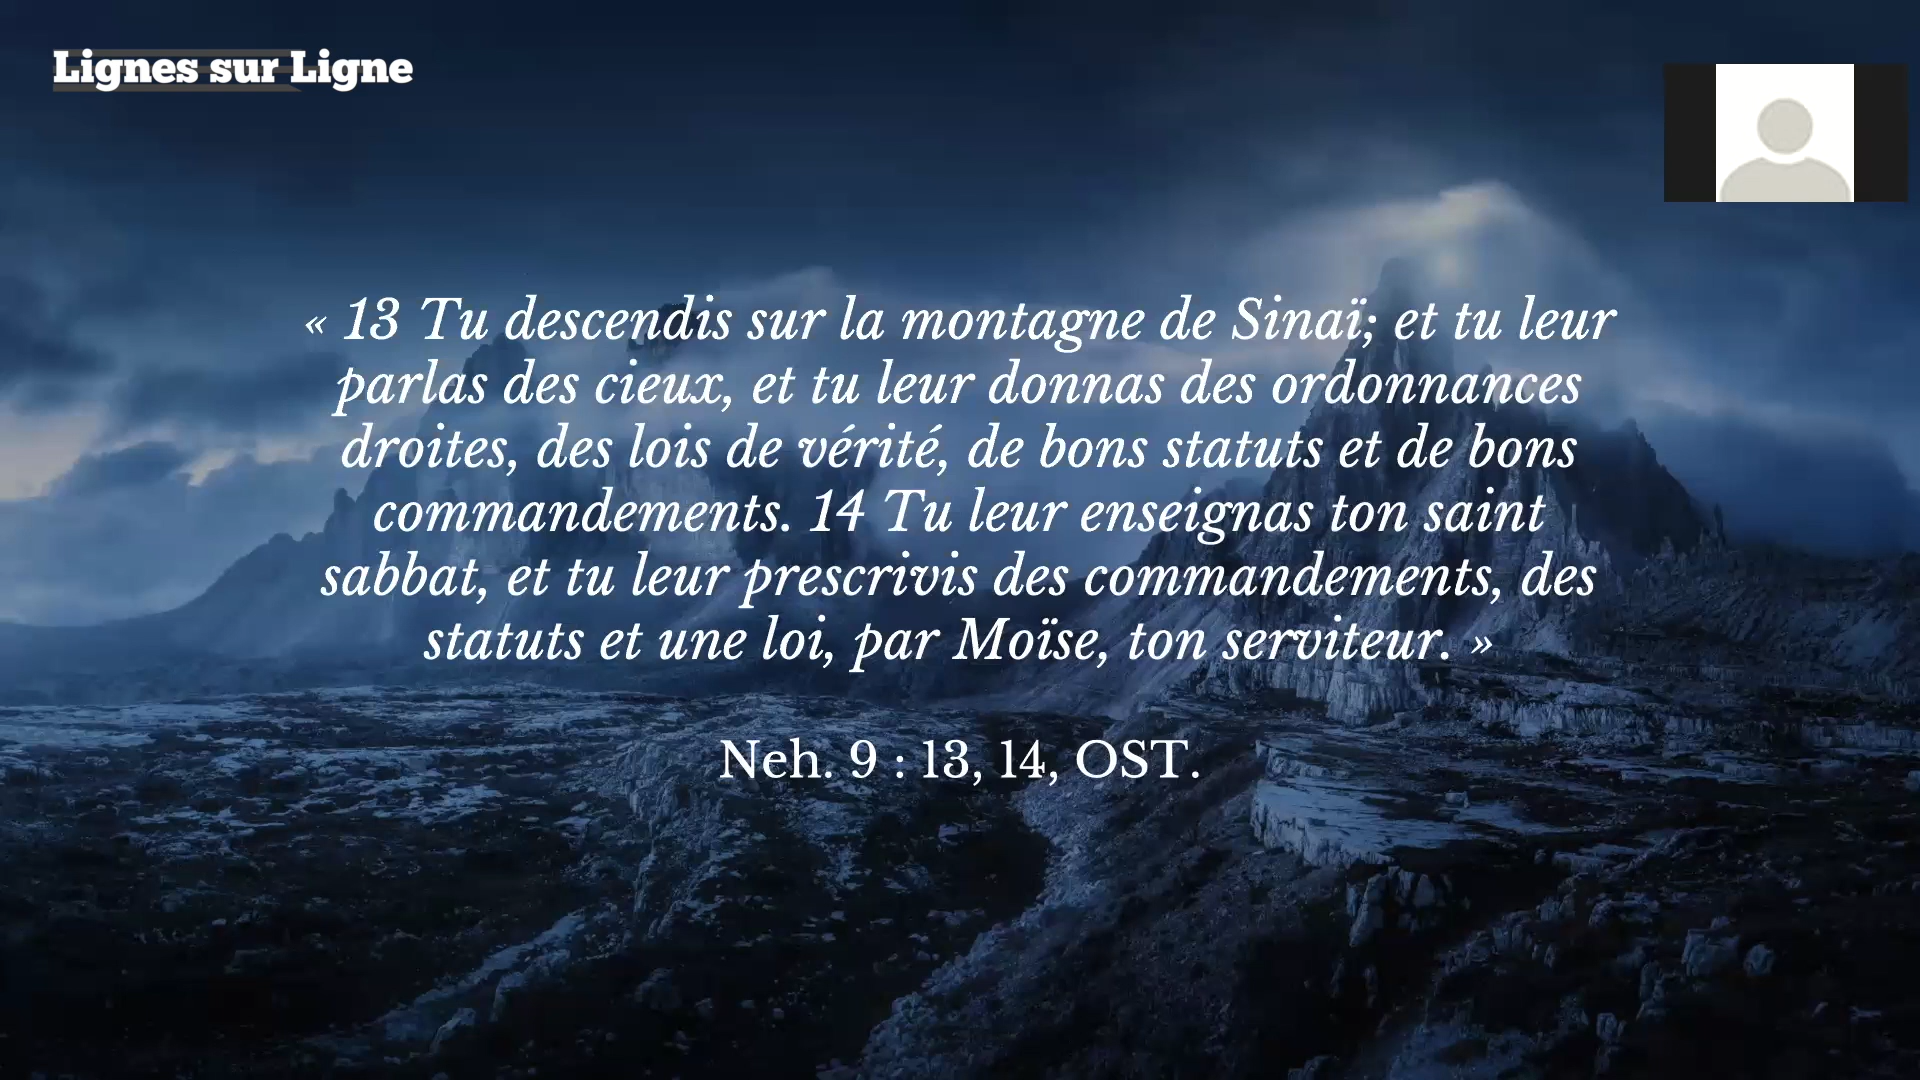 Lignes sur Ligne
« 13 Tu descendis sur la montagne de Sinaï; et tu leur
parlas des cieux, et tu leur donnas des ordonnances
droites, des lois de vérité, de bons statuts et de bons
commandements. 14 Tu leur enseignas ton saint
sabbat, et tu leur prescrivis des commandements, des
statuts et une loi, par Moïse, ton serviteur. »
Neh. 9 : 13, 14, OST.